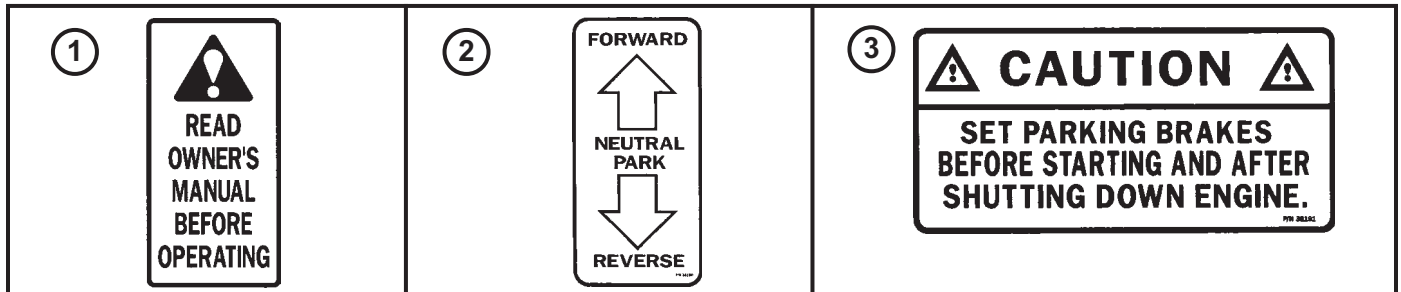 1
READ
OWNER'S
MANUAL
BEFORE
OPERATING
2
FORWARD
NEUTRAL
PARK
REVERSE
3
CAUTION
SET PARKING BRAKES
BEFORE STARTING AND AFTER
SHUTTING DOWN ENGINE.